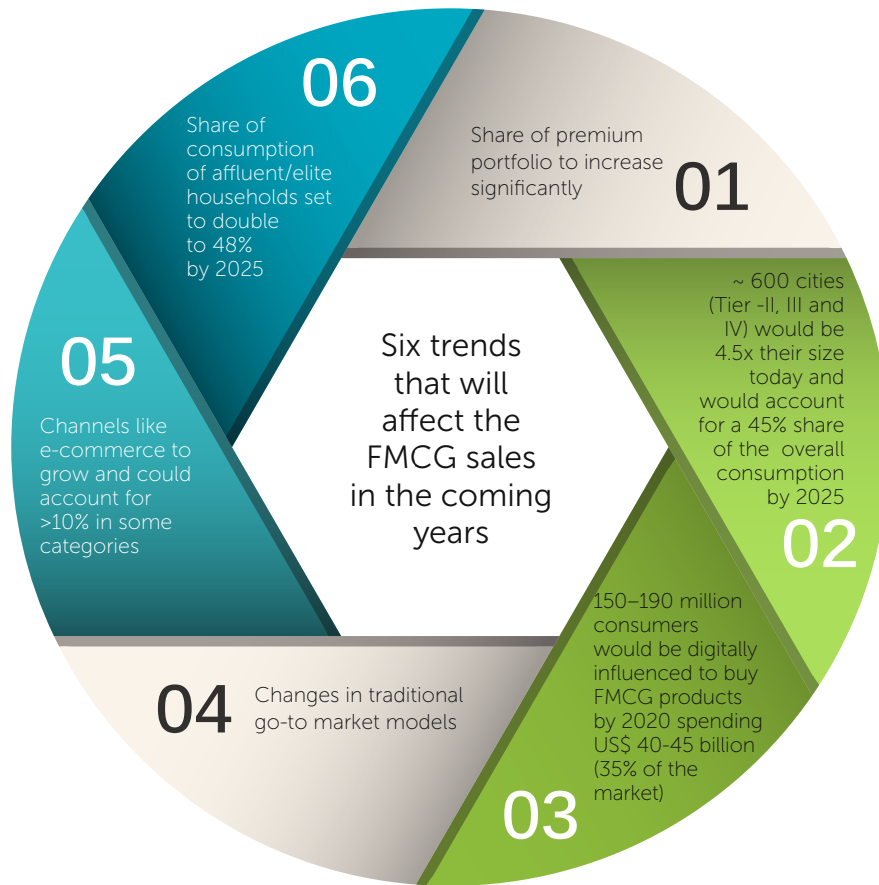 Six trends
that will
affect the
FMCG sales
in the coming
years
Share of premium
portfolio to increase
significantly
01
~ 600 cities
(Tier -II, III and
IV) would be
4.5x their size
today and
would account
for a 45% share
of the overall
consumption
by 2025
02
150–190 million
consumers
would be digitally
influenced to buy
FMCG products
by 2020 spending
US$ 40-45 billion
(35% of the
market)
03
04
Changes in traditional
go-to market models
05
Channels like
e-commerce to
grow and could
account for
>10% in some
categories
06
Share of
consumption
of affluent/elite
households set
to double
to 48%
by 2025